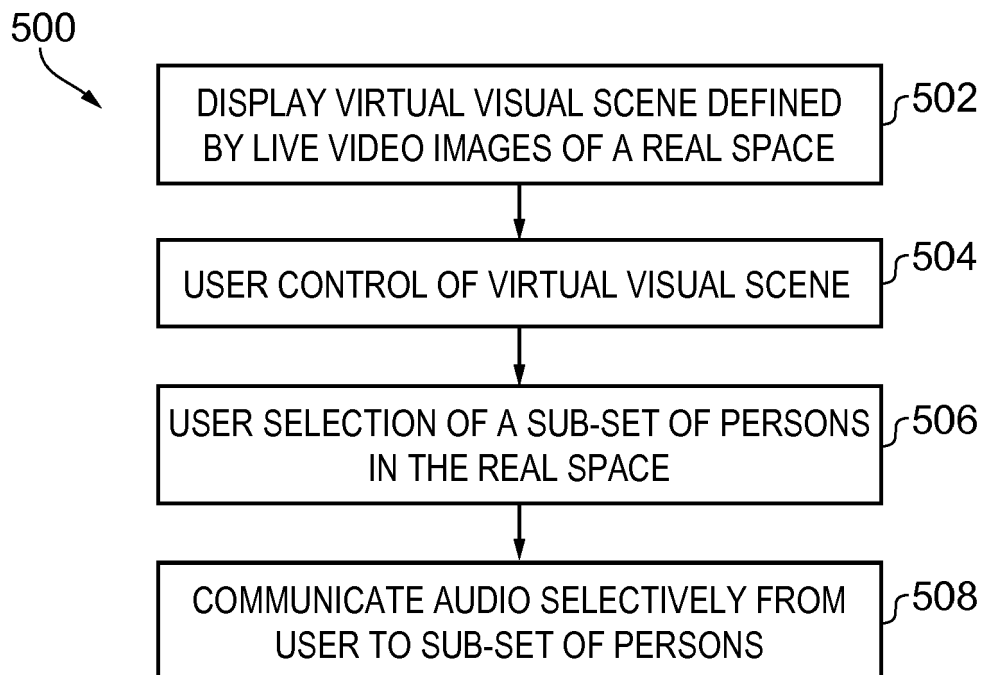 500
DISPLAY VIRTUAL VISUAL SCENE DEFINED
BY LIVE VIDEO IMAGES OF A REAL SPACE
502
USER CONTROL OF VIRTUAL VISUAL SCENE
504
USER SELECTION OF A SUB-SET OF PERSONS
IN THE REAL SPACE
506
COMMUNICATE AUDIO SELECTIVELY FROM
USER TO SUB-SET OF PERSONS
508